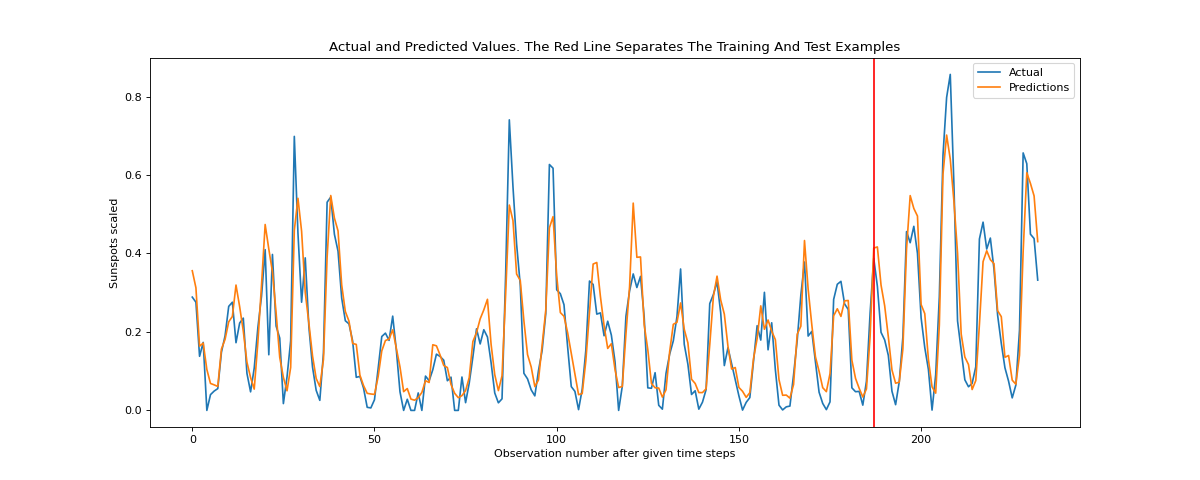 Actual and Predicted Values. The Red Line Separates The Training And Test Examples
Actual
Predictions
Sunspots scaled
0.8
0.6
0.4
0.2
0.0
0
50
100
150
200
Observation number after given time steps